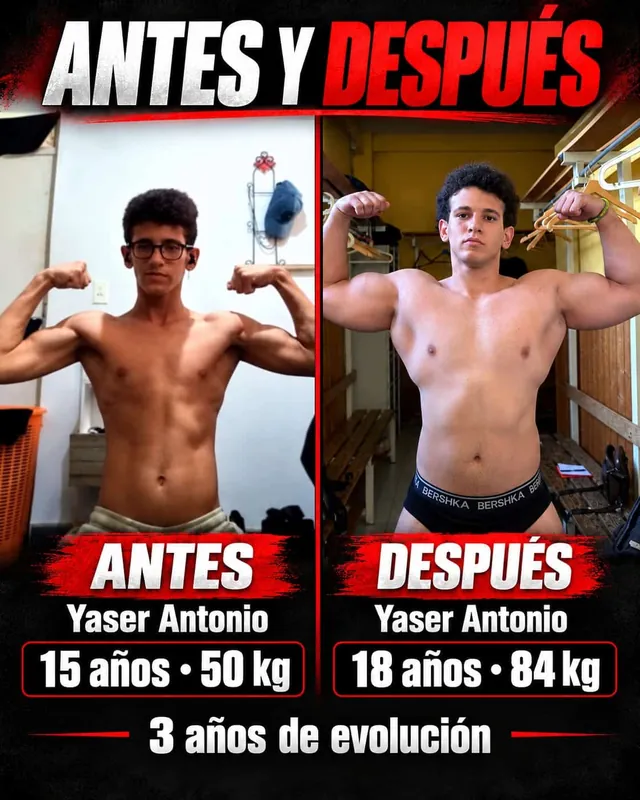 ANTES Y DESPUÉS
BERSHKA BERSHKA
ANTES
Yaser Antonio
15 años • 50 kg
DESPUÉS
Yaser Antonio
18 años • 84 kg
3 años de evolución